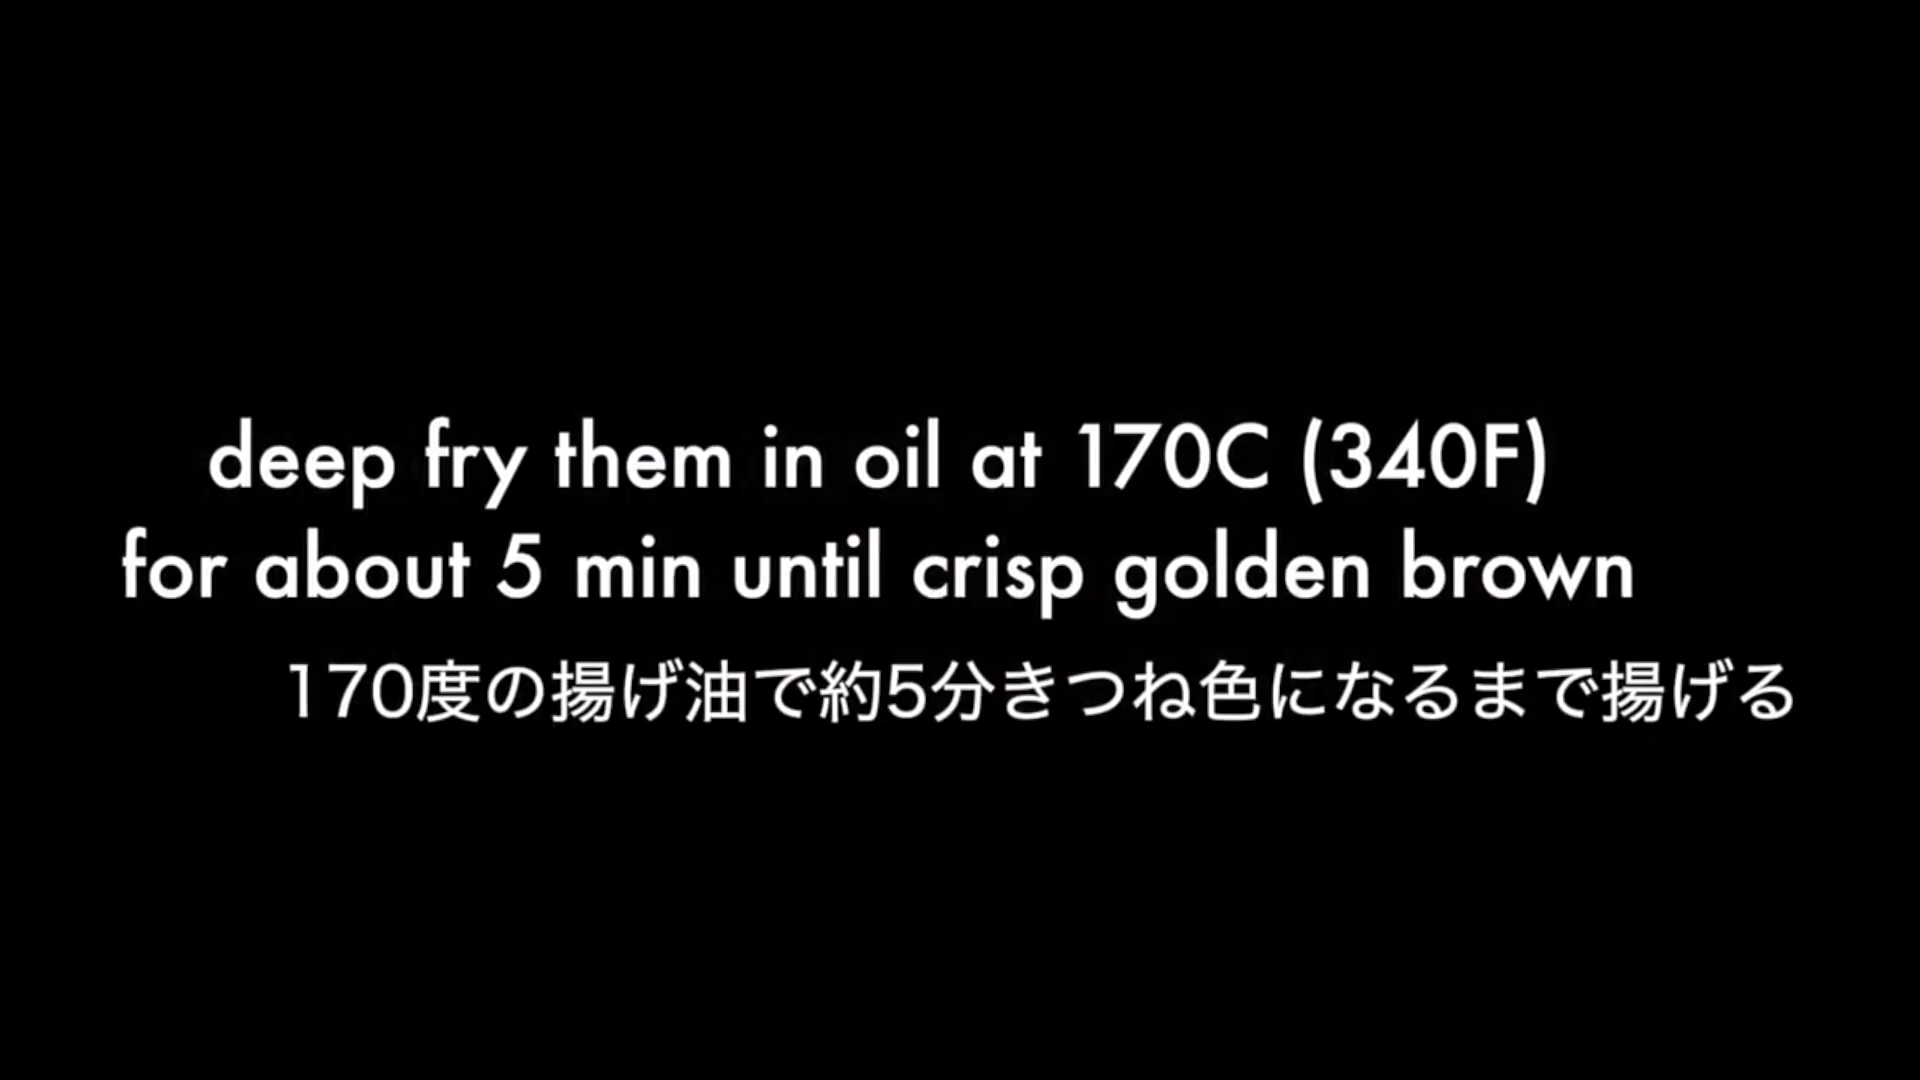 deep fry them in oil at 170C (340F)
for about 5 min until crisp golden brown
170度の揚げ油で約5分きつね色になるまで揚げる